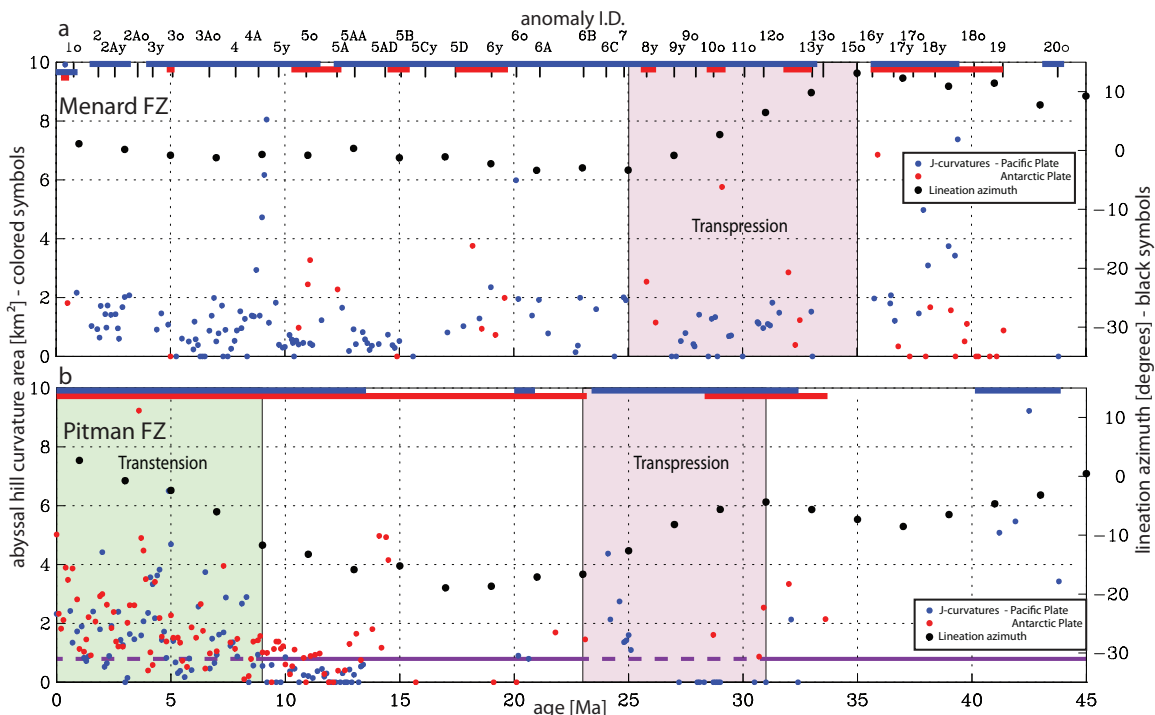 anomaly I.D.
a
1o 2 2Ay 2Ao 3y 3o 3Ao 4 4A 5y 5o 5A 5AA 5AD 5B 5Cy 5D 6y 6o 6A 6B 6C 7 8y 9y 10o 11o 12o 13o 15o 16y 17y 17o 18y 18o 19 20o
10
8
6
4
2
0
Menard FZ
Transpression
J-curvatures - Pacific Plate
Antarctic Plate
Lineation azimuth
10
0
−10
−20
−30
abyssal hill curvature area [km²] - colored symbols
lineation azimuth [degrees] - black symbols
b
10
8
6
4
2
0
Pitman FZ
Transtension
Transpression
J-curvatures - Pacific Plate
Antarctic Plate
Lineation azimuth
10
0
−10
−20
−30
0 5 10 15 20 25 30 35 40 45
age [Ma]